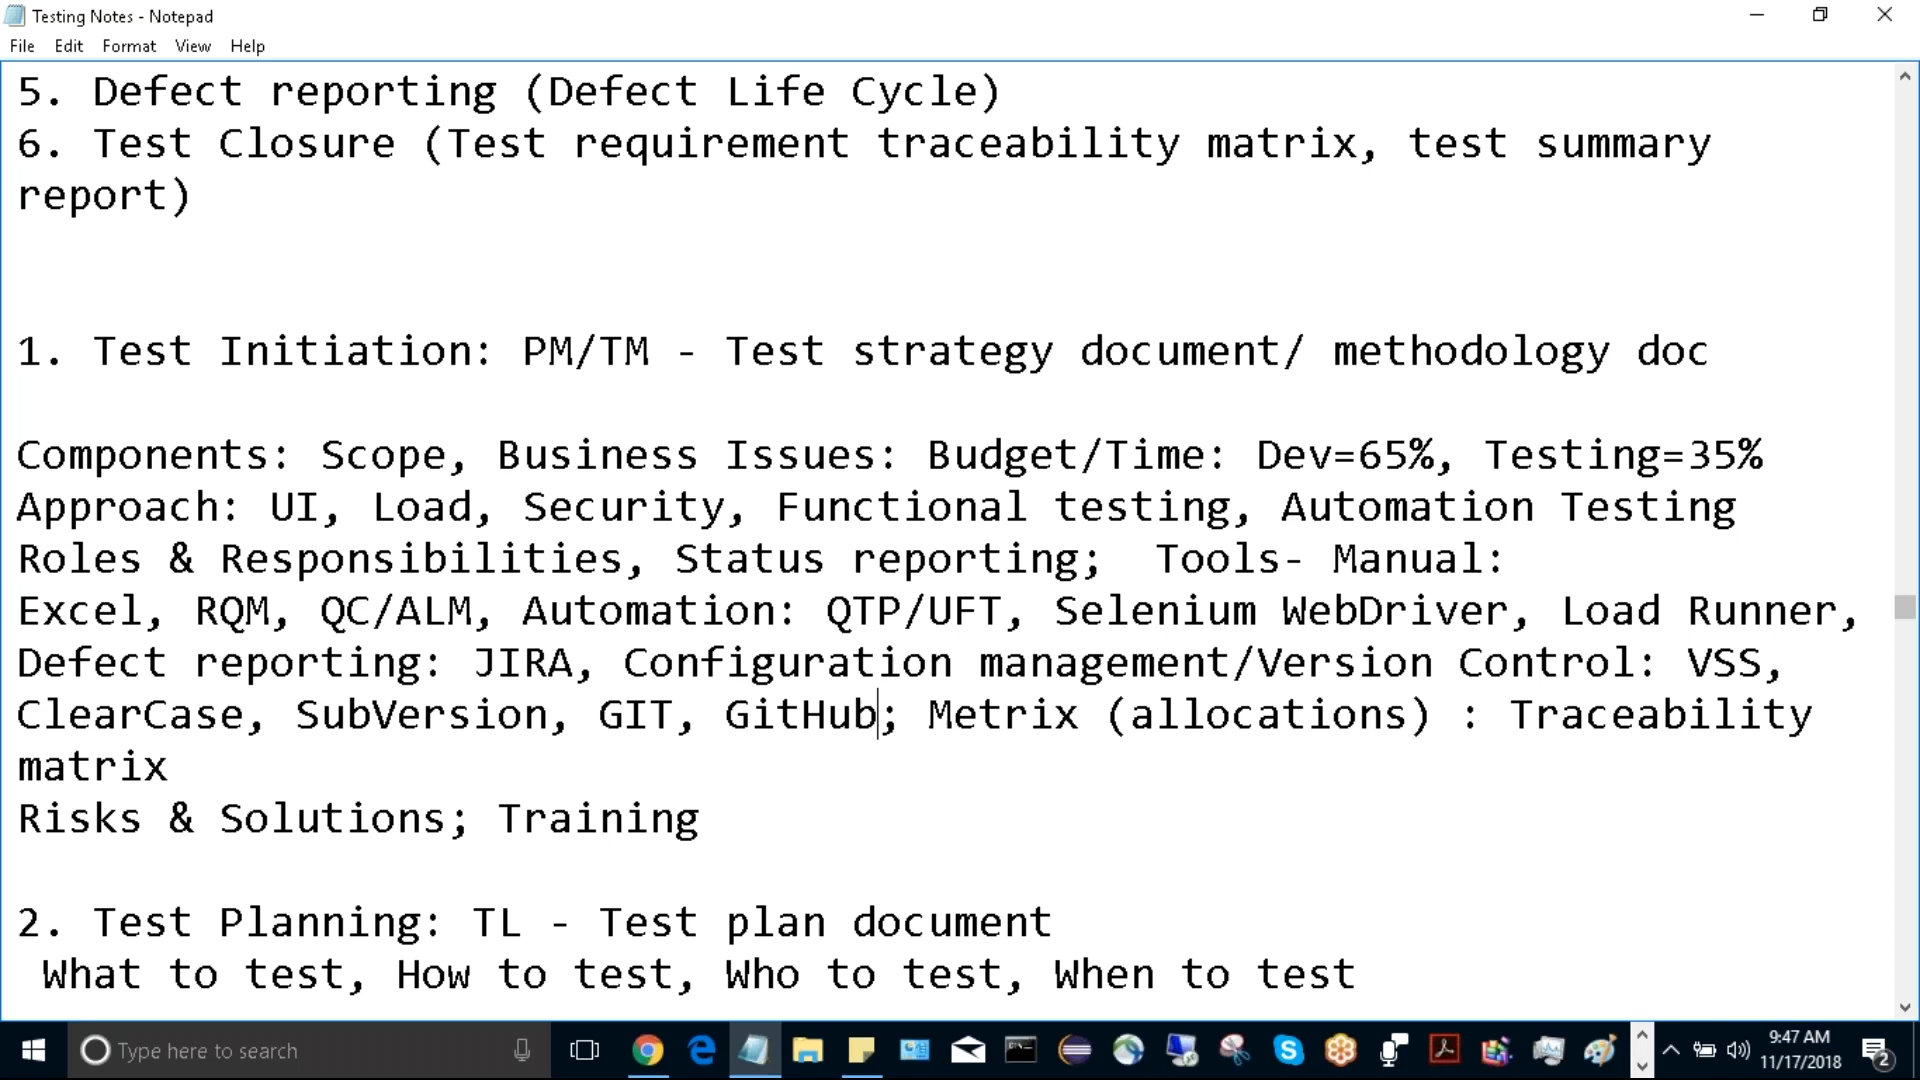 Testing Notes - Notepad
File Edit Format View Help
5. Defect reporting (Defect Life Cycle)
6. Test Closure (Test requirement traceability matrix, test summary
report)
1. Test Initiation: PM/TM - Test strategy document/ methodology doc
Components: Scope, Business Issues: Budget/Time: Dev=65%, Testing=35%
Approach: UI, Load, Security, Functional testing, Automation Testing
Roles & Responsibilities, Status reporting;  Tools- Manual:
Excel, RQM, QC/ALM, Automation: QTP/UFT, Selenium WebDriver, Load Runner,
Defect reporting: JIRA, Configuration management/Version Control: VSS,
ClearCase, SubVersion, GIT, GitHub; Metrix (allocations) : Traceability
matrix
Risks & Solutions; Training
2. Test Planning: TL - Test plan document
What to test, How to test, Who to test, When to test
Type here to search
9:47 AM
11/17/2018
2